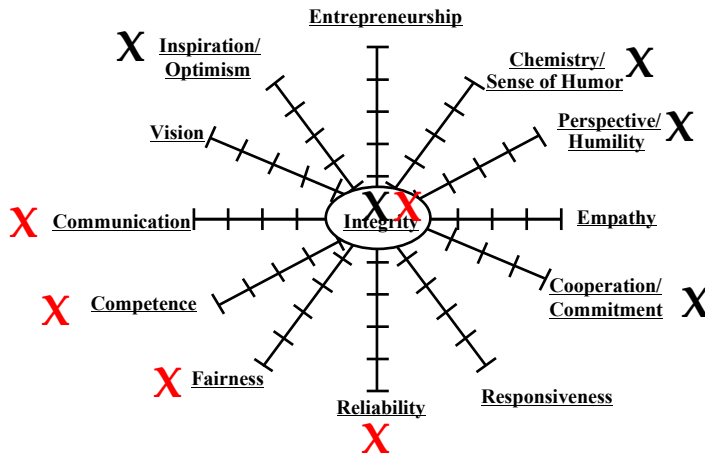 Entrepreneurship
X
Inspiration/
Optimism
Chemistry/
Sense of Humor
X
Vision
Perspective/
Humility
X
X
Communication
X
X
Integrity
Empathy
X
Competence
Cooperation/
Commitment
X
X
Fairness
Reliability
X
Responsiveness